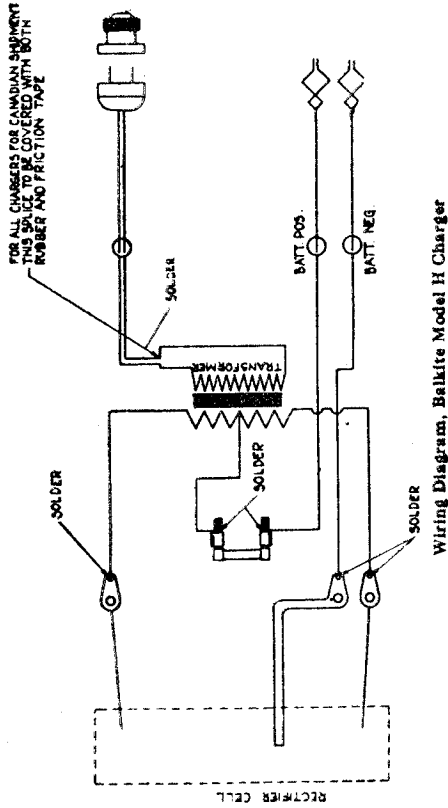 FOR ALL CHARGERS FOR CANADIAN SHIPMENT
THIS SPLICE TO BE COVERED WITH BOTH
RUBBER AND FRICTION TAPE
SOLDER
TRANSFORMER
BATT. POS.
BATT. NEG.
SOLDER
SOLDER
SOLDER
RECTIFIER CELL
Wiring Diagram, Balkite Model H Charger